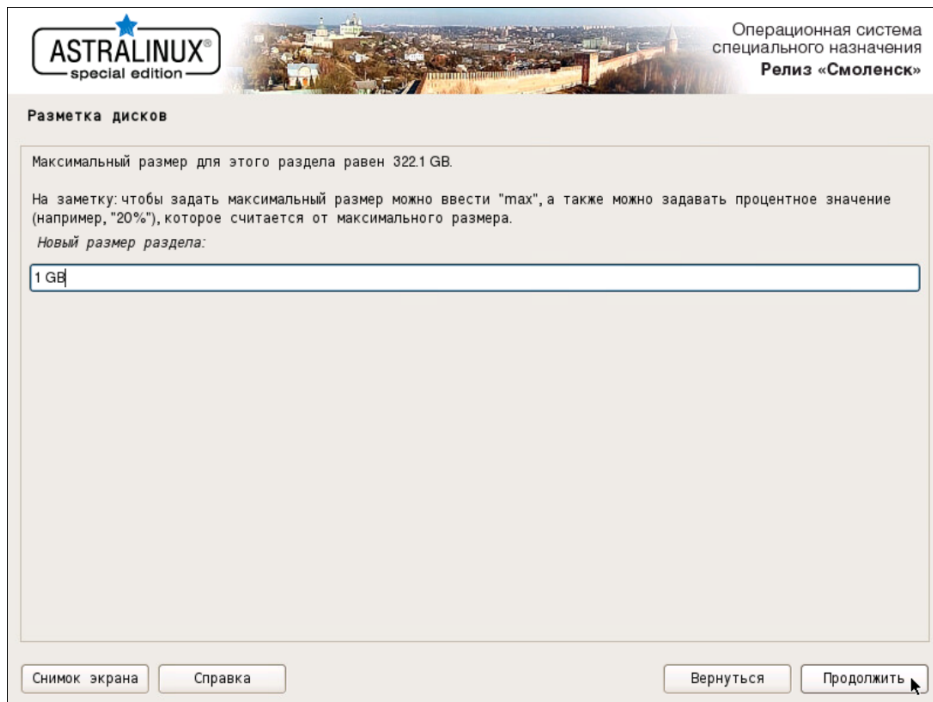 ASTRALINUX®
special edition
Операционная система
специального назначения
Релиз «Смоленск»
Разметка дисков
Максимальный размер для этого раздела равен 322.1 GB.
На заметку: чтобы задать максимальный размер можно ввести "max", а также можно задавать процентное значение
(например, "20%"), которое считается от максимального размера.
Новый размер раздела:
1 GB
Снимок экрана Справка Вернуться Продолжить